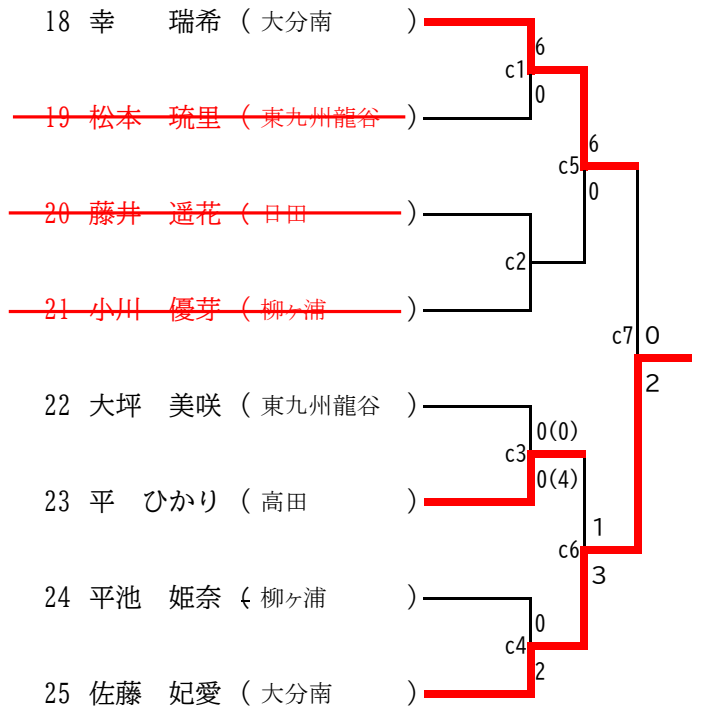 18 幸　　瑞希 ( 大分南 )
6
c1
0
19 松本　琉里 ( 東九州龍谷 )
6
c5
0
20 藤井　遥花 ( 日田 )
c2
21 小川　優芽 ( 柳ヶ浦 )
c7 0
2
22 大坪　美咲 ( 東九州龍谷 )
0(0)
c3
0(4)
23 平　ひかり ( 高田 )
1
c6
3
24 平池　姫奈 ( 柳ヶ浦 )
0
c4
2
25 佐藤　妃愛 ( 大分南 )